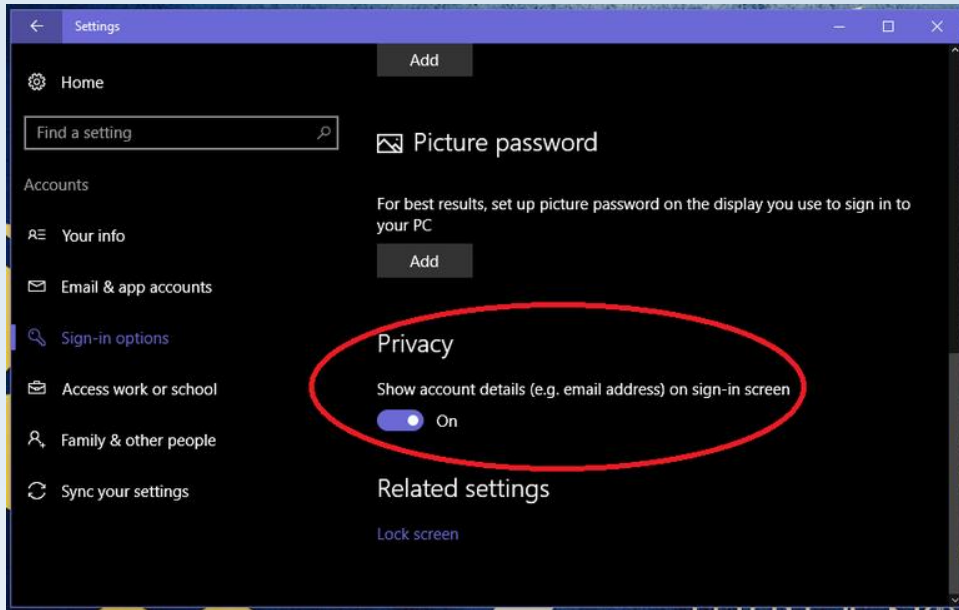 Settings
Home
Find a setting
Accounts
Your info
Email & app accounts
Sign-in options
Access work or school
Family & other people
Sync your settings
Add
Picture password
For best results, set up picture password on the display you use to sign in to
your PC
Add
Privacy
Show account details (e.g. email address) on sign-in screen
On
Related settings
Lock screen